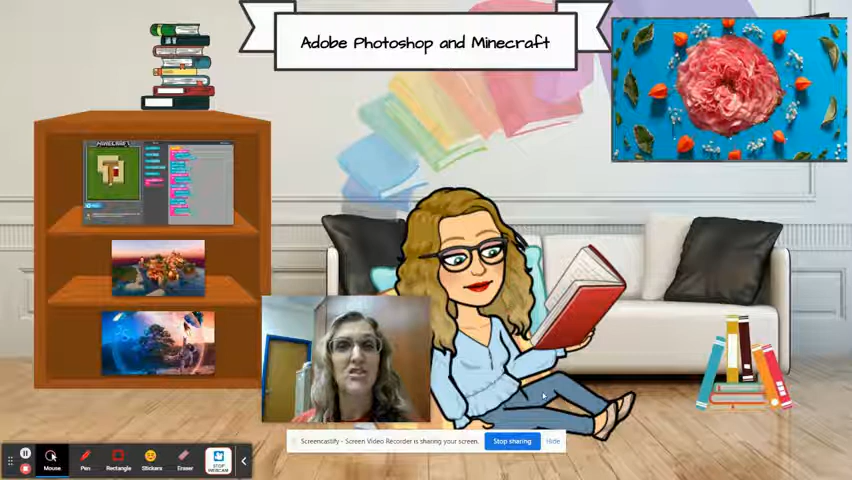 Adobe Photoshop and Minecraft
MINECRAFT
Screencastify - Screen Video Recorder is sharing your screen.
Stop sharing
Hide
Mouse
Pen
Rectangle
Stickers
Eraser
STOP
WEBCAM